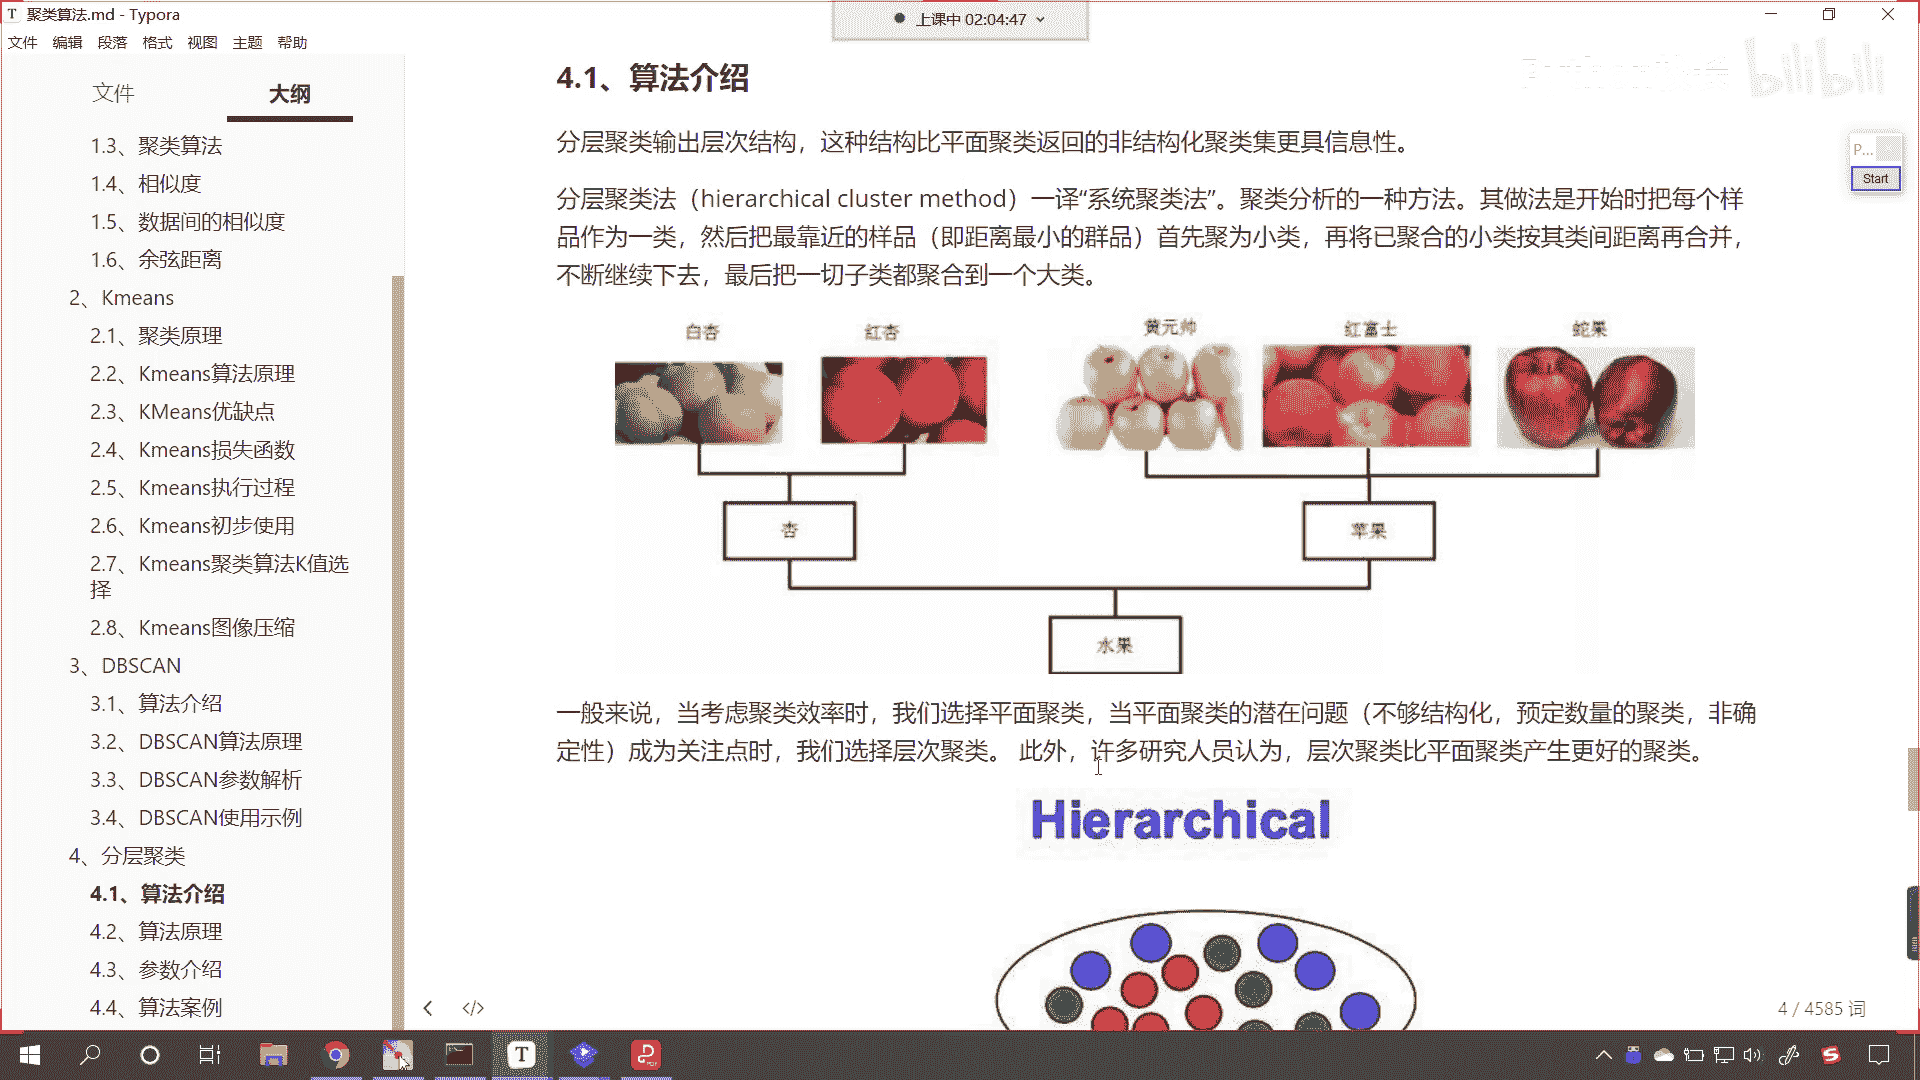 聚类算法.md - Typora
上课中 02:04:47
文件 编辑 段落 格式 视图 主题 帮助
bilibili
文件 大纲
1.3、聚类算法
1.4、相似度
1.5、数据间的相似度
1.6、余弦距离
2、Kmeans
2.1、聚类原理
2.2、Kmeans算法原理
2.3、KMeans优缺点
2.4、Kmeans损失函数
2.5、Kmeans执行过程
2.6、Kmeans初步使用
2.7、Kmeans聚类算法K值选
择
2.8、Kmeans图像压缩
3、DBSCAN
3.1、算法介绍
3.2、DBSCAN算法原理
3.3、DBSCAN参数解析
3.4、DBSCAN使用示例
4、分层聚类
4.1、算法介绍
4.2、算法原理
4.3、参数介绍
4.4、算法案例
4.1、算法介绍
分层聚类输出层次结构，这种结构比平面聚类返回的非结构化聚类集更具信息性。
分层聚类法（hierarchical cluster method）一译“系统聚类法”。聚类分析的一种方法。其做法是开始时把每个样
品作为一类，然后把最靠近的样品（即距离最小的群品）首先聚为小类，再将已聚合的小类按其类间距离再合并，
不断继续下去，最后把一切子类都聚合到一个大类。
白杏 红杏 黄元帅 红富士 蛇果
杏 苹果
水果
一般来说，当考虑聚类效率时，我们选择平面聚类，当平面聚类的潜在问题（不够结构化，预定数量的聚类，非确
定性）成为关注点时，我们选择层次聚类。 此外，许多研究人员认为，层次聚类比平面聚类产生更好的聚类。
Hierarchical
P...
Start
4 / 4585 词